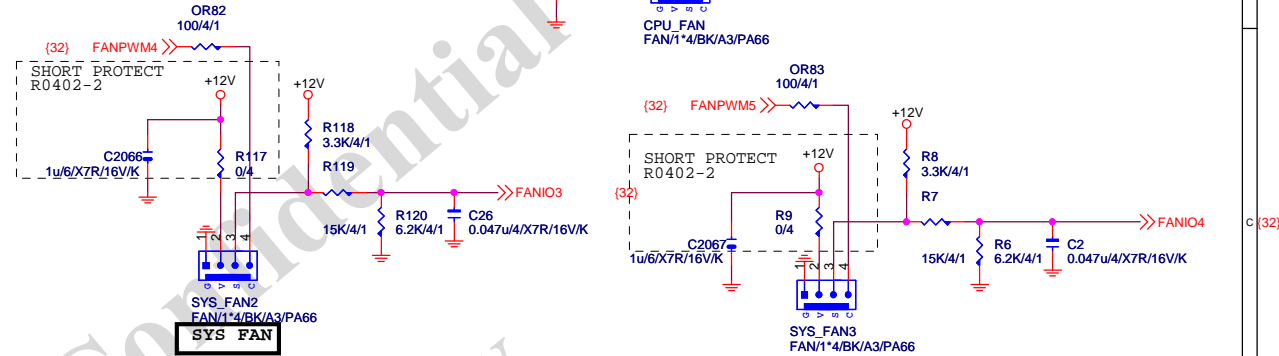 OR82
100/4/1
{32} FANPWM4
SHORT PROTECT
R0402-2
+12V
+12V
R118
3.3K/4/1
C2066
1u/6/X7R/16V/K
R117
0/4
R119
15K/4/1
FANIO3
{32}
R120
6.2K/4/1
C26
0.047u/4/X7R/16V/K
1
2
3
4
G
V
S
C
SYS_FAN2
FAN/1*4/BK/A3/PA66
SYS FAN
G
V
S
C
CPU_FAN
FAN/1*4/BK/A3/PA66
OR83
100/4/1
{32} FANPWM5
SHORT PROTECT
R0402-2
+12V
+12V
R8
3.3K/4/1
C2067
1u/6/X7R/16V/K
R9
0/4
R7
15K/4/1
FANIO4
{32}
R6
6.2K/4/1
C2
0.047u/4/X7R/16V/K
1
2
3
4
G
V
S
C
SYS_FAN3
FAN/1*4/BK/A3/PA66
C
Confidential